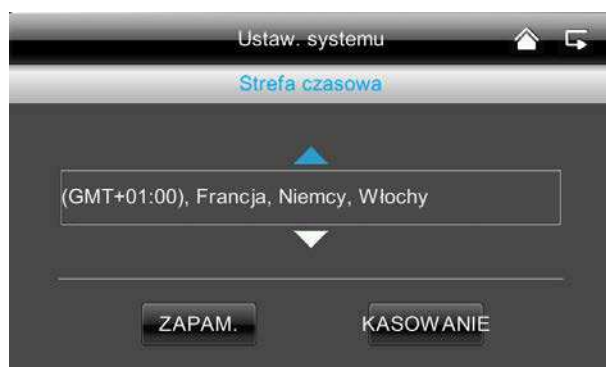 Ustaw. systemu
Strefa czasowa
(GMT+01:00), Francja, Niemcy, Włochy
ZAPAM. KASOWANIE